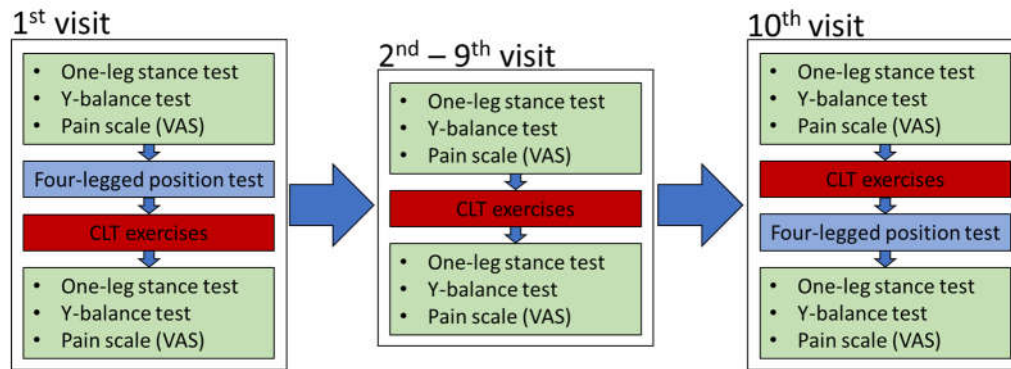 1st visit
• One-leg stance test
• Y-balance test
• Pain scale (VAS)
Four-legged position test
CLT exercises
• One-leg stance test
• Y-balance test
• Pain scale (VAS)
2nd – 9th visit
• One-leg stance test
• Y-balance test
• Pain scale (VAS)
CLT exercises
• One-leg stance test
• Y-balance test
• Pain scale (VAS)
10th visit
• One-leg stance test
• Y-balance test
• Pain scale (VAS)
CLT exercises
Four-legged position test
• One-leg stance test
• Y-balance test
• Pain scale (VAS)